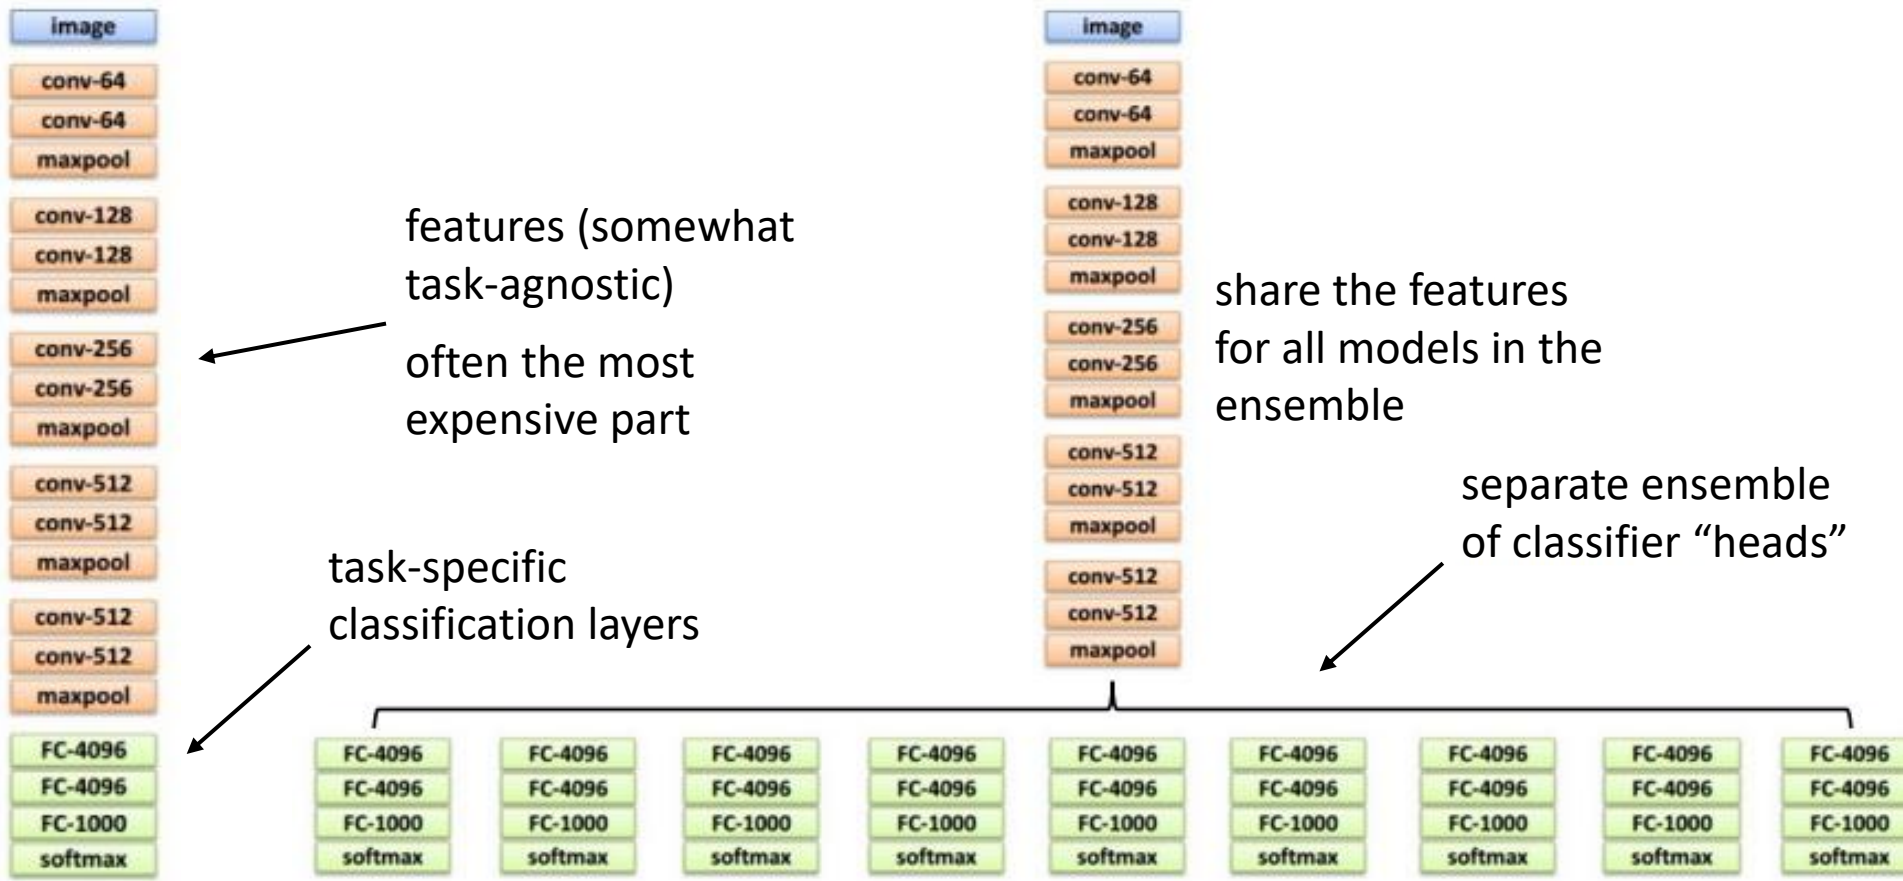 image
conv-64
conv-64
maxpool
conv-128
conv-128
maxpool
conv-256
conv-256
maxpool
conv-512
conv-512
maxpool
conv-512
conv-512
maxpool
FC-4096
FC-4096
FC-1000
softmax
features (somewhat
task-agnostic)
often the most
expensive part
task-specific
classification layers
image
conv-64
conv-64
maxpool
conv-128
conv-128
maxpool
conv-256
conv-256
maxpool
conv-512
conv-512
maxpool
conv-512
conv-512
maxpool
share the features
for all models in the
ensemble
separate ensemble
of classifier “heads”
FC-4096 FC-4096 FC-4096 FC-4096 FC-4096 FC-4096 FC-4096 FC-4096 FC-4096
FC-4096 FC-4096 FC-4096 FC-4096 FC-4096 FC-4096 FC-4096 FC-4096 FC-4096
FC-1000 FC-1000 FC-1000 FC-1000 FC-1000 FC-1000 FC-1000 FC-1000 FC-1000
softmax softmax softmax softmax softmax softmax softmax softmax softmax